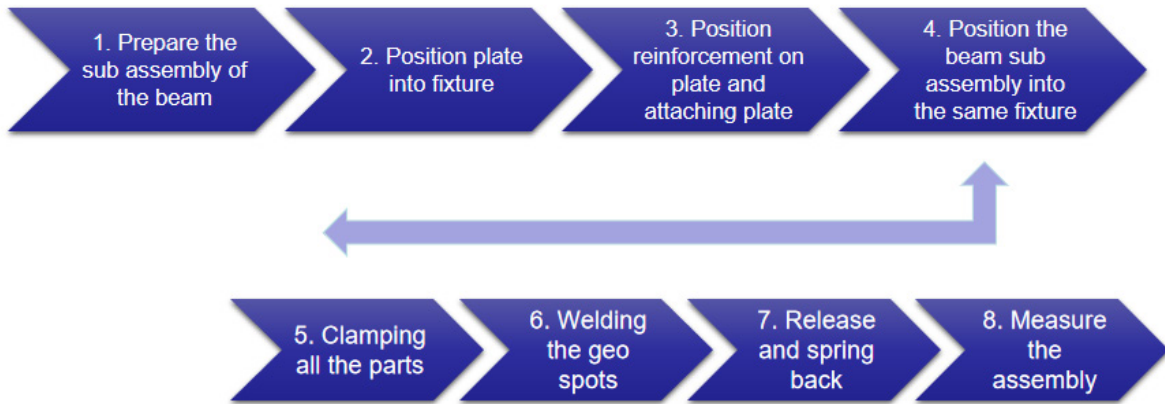 1. Prepare the
sub assembly of
the beam
2. Position plate
into fixture
3. Position
reinforcement on
plate and
attaching plate
4. Position the
beam sub
assembly into
the same fixture
5. Clamping
all the parts
6. Welding
the geo
spots
7. Release
and spring
back
8. Measure
the
assembly